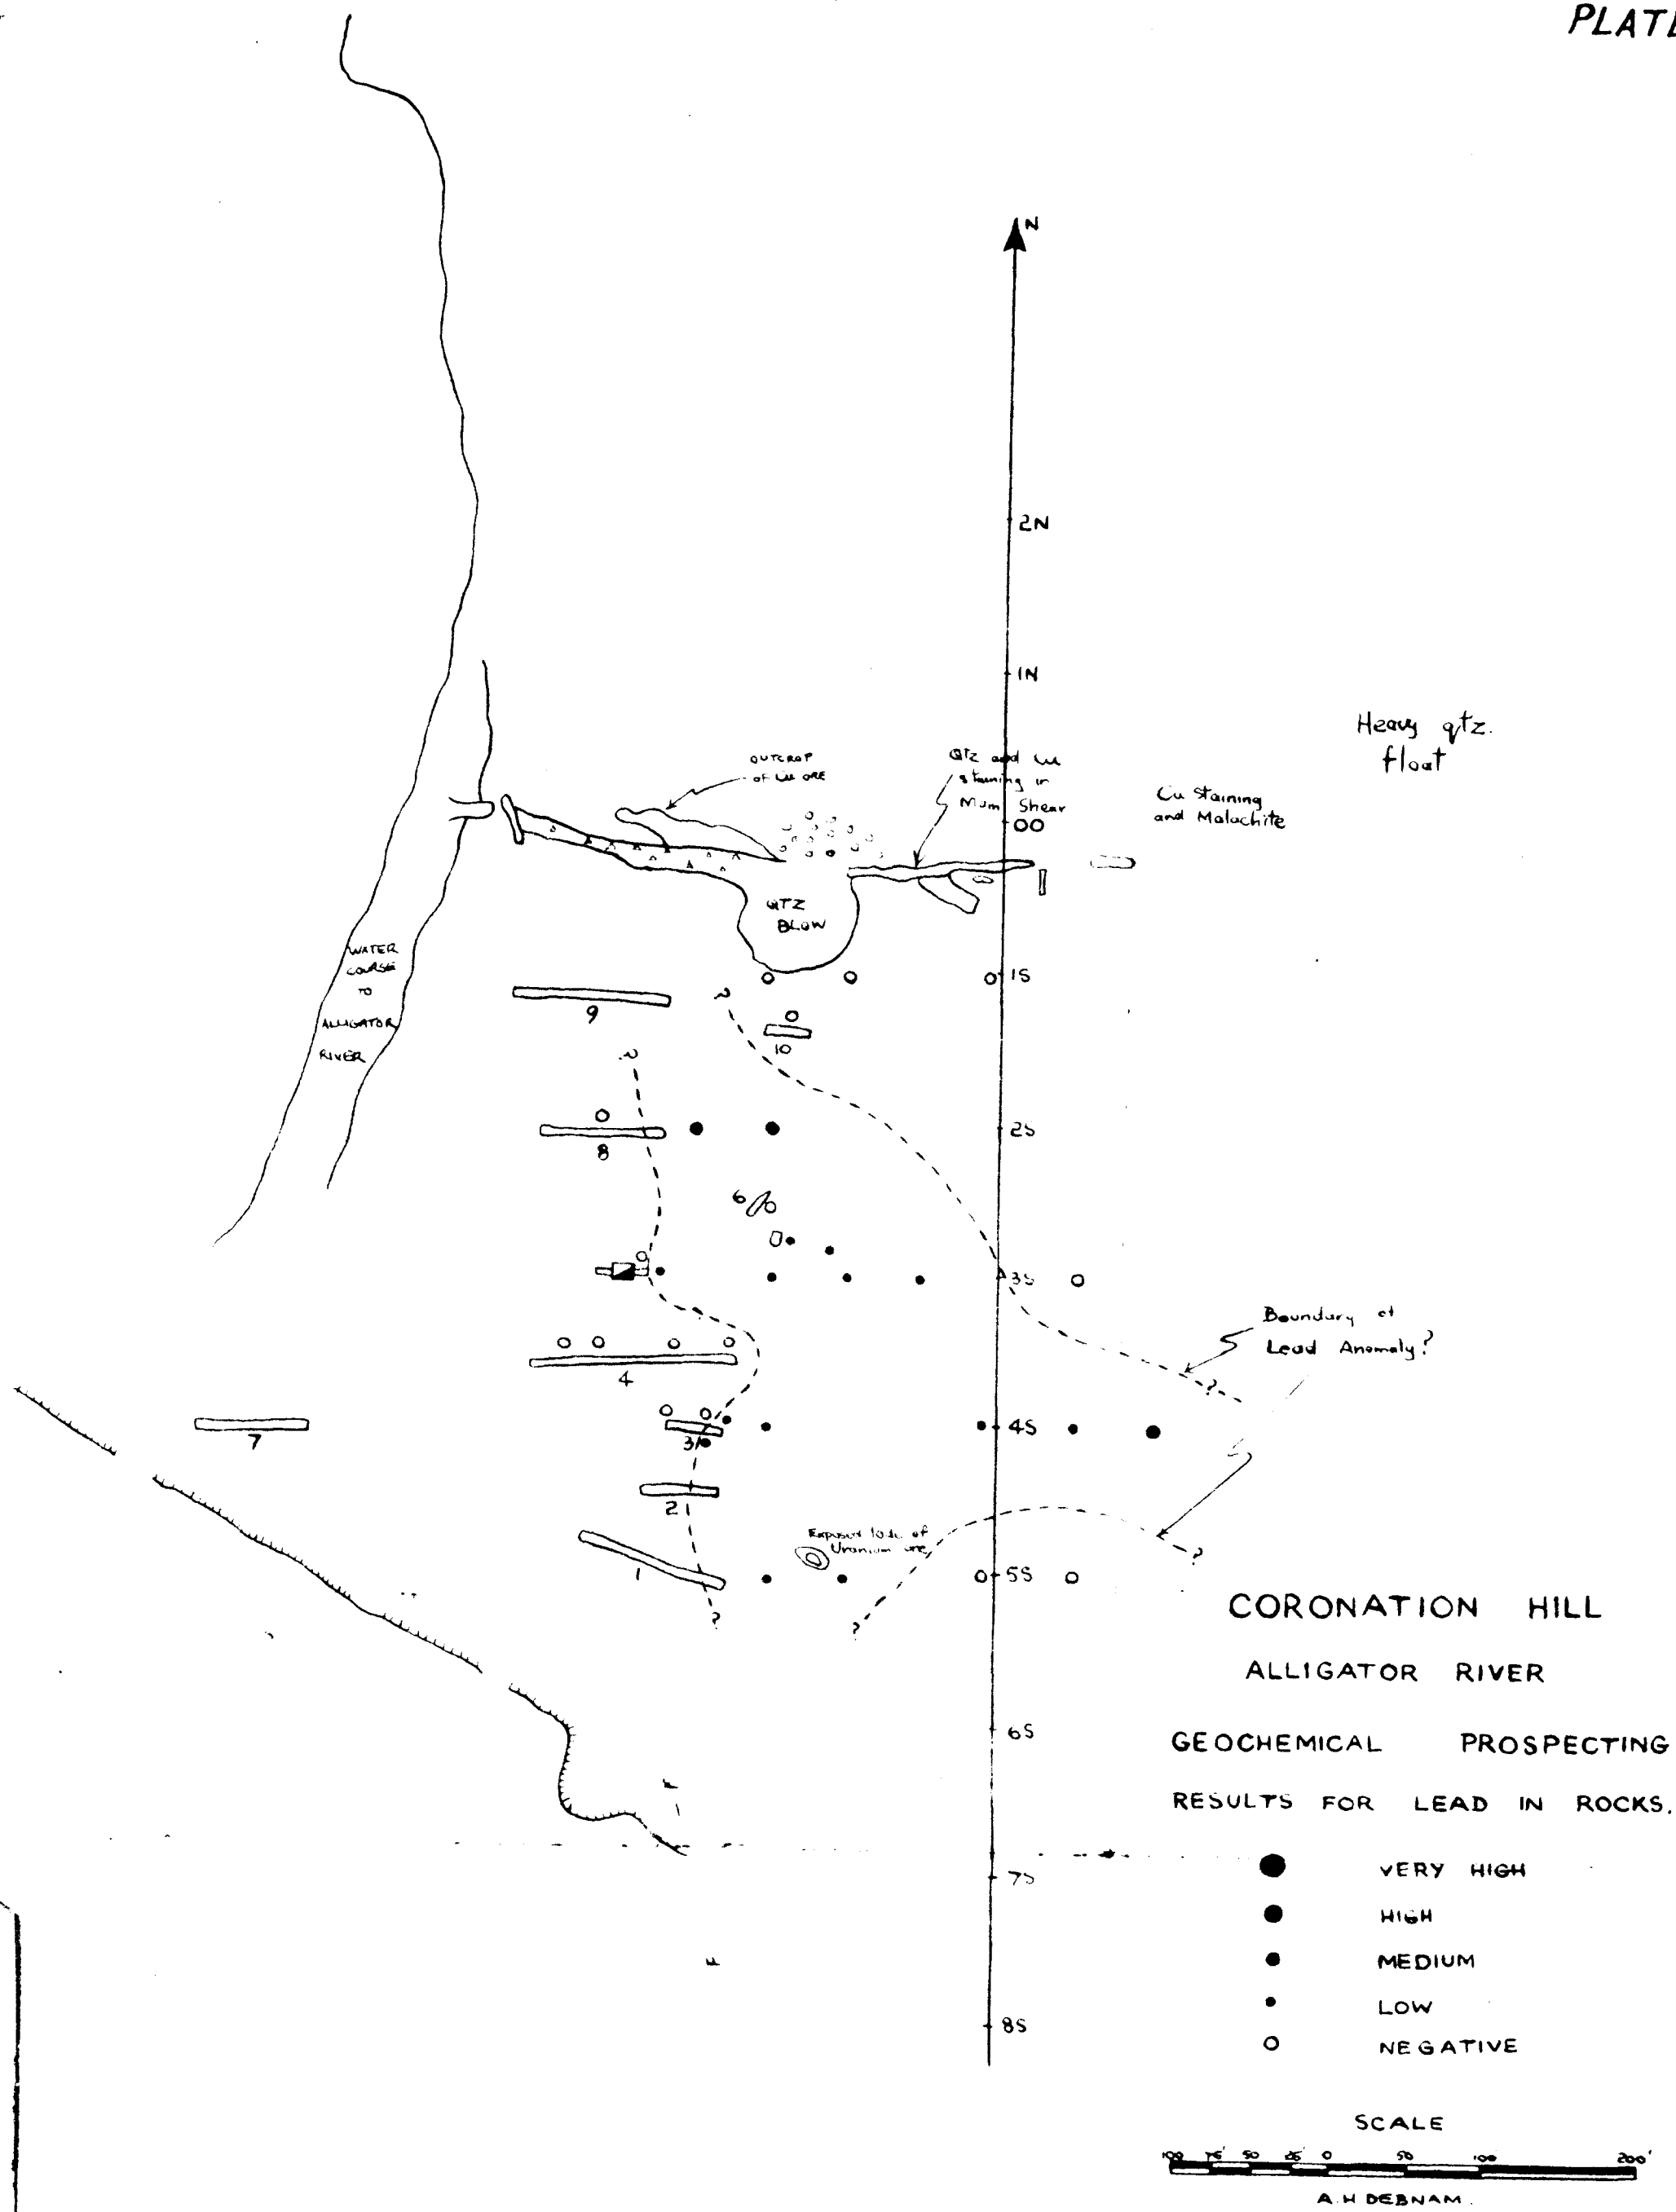 PLATE
N
2N
1N
Heavy qtz.
float
OUTCROP
OF Cu ORE
Qtz and Cu
staining in
Mum Shear
Cu Staining
and Malachite
OO
QTZ
BLOW
WATER
COURSE
TO
ALLIGATOR
RIVER
1S
?
9
10
?
2S
8
6
3S
Boundary of
Lead Anomaly?
4
?
4S
7
3
2
Exposed lode of
Uranium ore
?
1
5S
?
?
CORONATION HILL
ALLIGATOR RIVER
6S
GEOCHEMICAL PROSPECTING
RESULTS FOR LEAD IN ROCKS.
F
7S
VERY HIGH
HIGH
F
MEDIUM
LOW
8S
NEGATIVE
SCALE
100 75' 50 25' 0 50 100 200'
A.H DEBNAM.